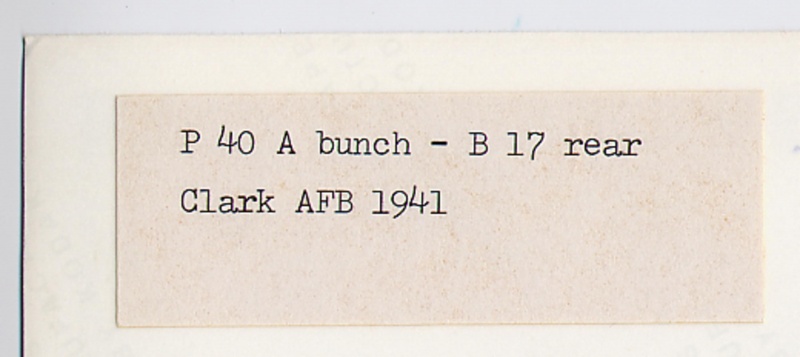 P 40 A bunch - B 17 rear
Clark AFB 1941